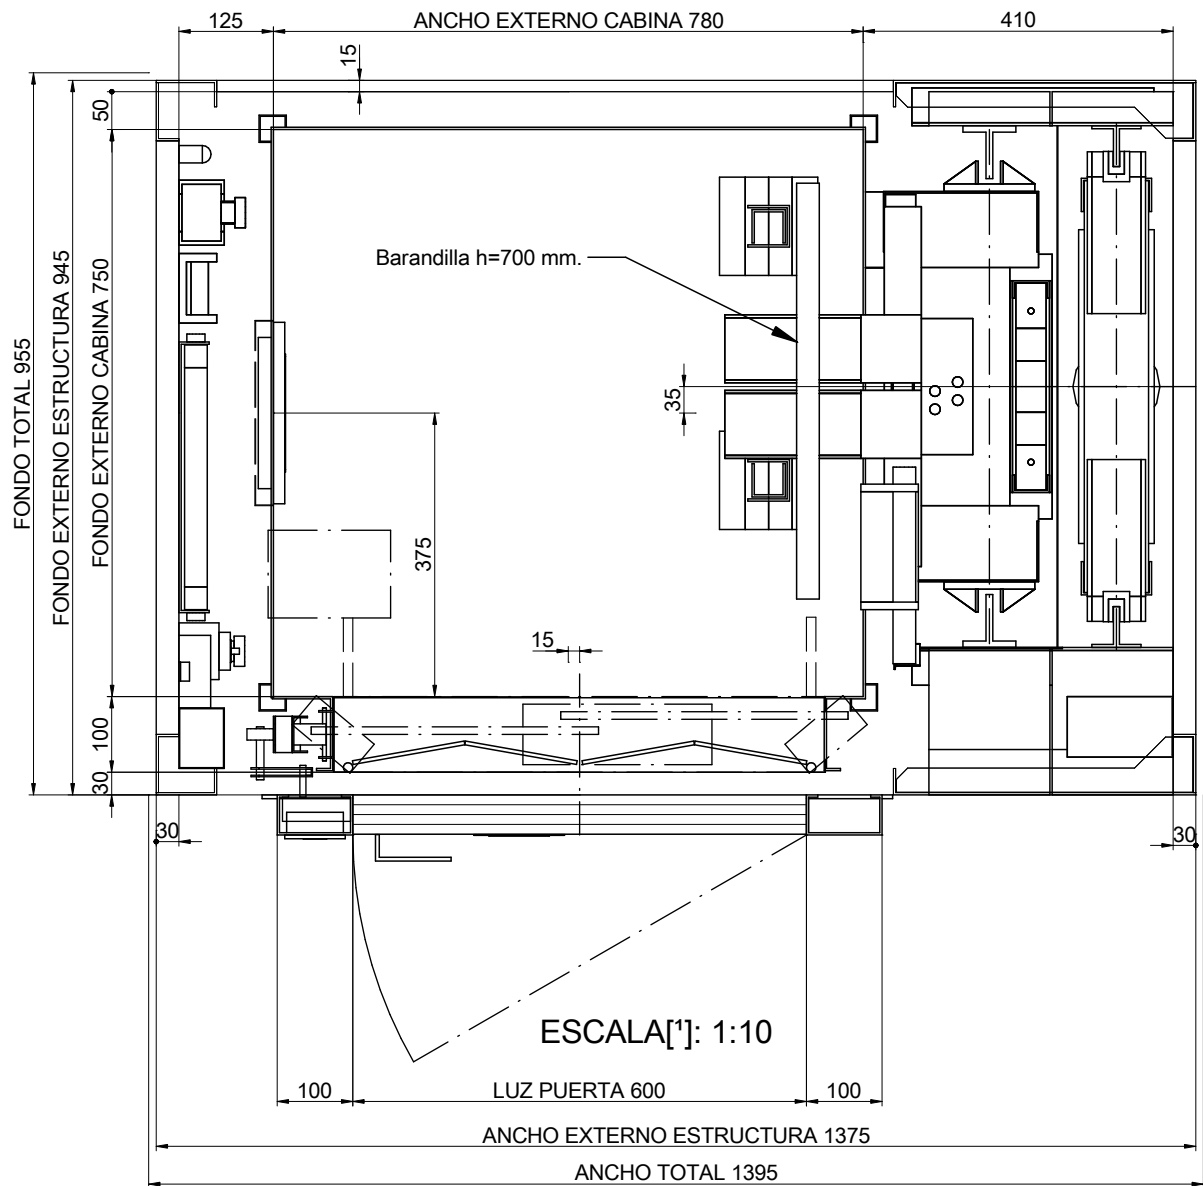 125
ANCHO EXTERNO CABINA 780
410
15
50
FONDO TOTAL 955
FONDO EXTERNO ESTRUCTURA 945
FONDO EXTERNO CABINA 750
Barandilla h=700 mm.
35
375
15
100
30
30
30
ESCALA[¹]: 1:10
100
LUZ PUERTA 600
100
ANCHO EXTERNO ESTRUCTURA 1375
ANCHO TOTAL 1395